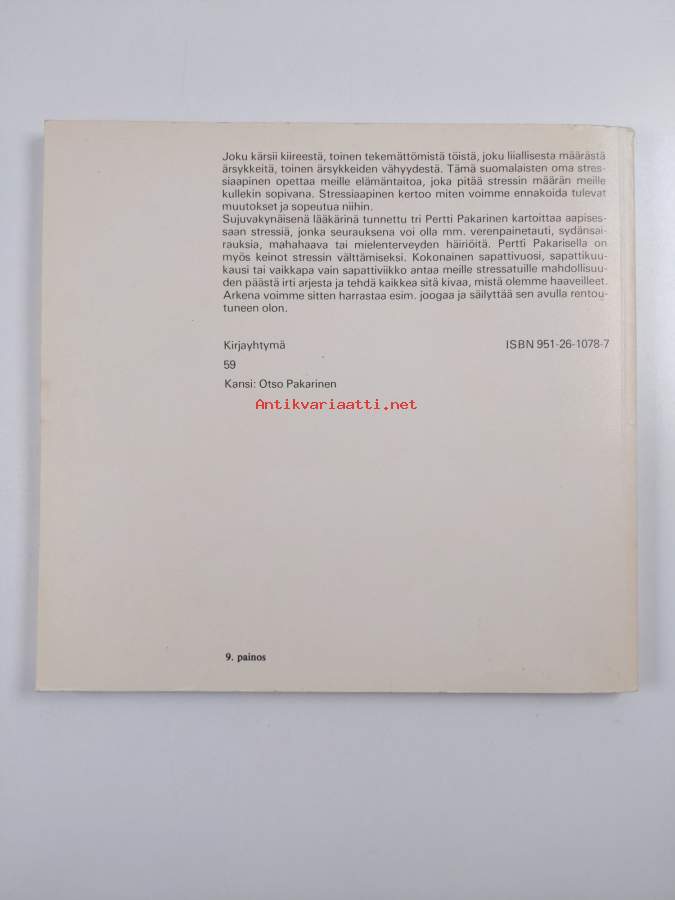 Joku kärsii kiireestä, toinen tekemättömistä töistä, joku liiallisesta määrästä
ärsykkeitä, toinen ärsykkeiden vähyydestä. Tämä suomalaisten oma stres-
siaapinen opettaa meille elämäntaitoa, joka pitää stressin määrän meille
kullekin sopivana. Stressiaapinen kertoo miten voimme ennakoida tulevat
muutokset ja sopeutua niihin.
Sujuvakynäisenä lääkärinä tunnettu tri Pertti Pakarinen kartoittaa aapises-
saan stressiä, jonka seurauksena voi olla mm. verenpainetauti, sydänsai-
rauksia, mahahaava tai mielenterveyden häiriöitä. Pertti Pakarisella on
myös keinot stressin välttämiseksi. Kokonainen sapattivuosi, sapattikuu-
kausi tai vaikkapa vain sapattiviikko antaa meille stressatuille mahdollisuu-
den päästä irti arjesta ja tehdä kaikkea sitä kivaa, mistä olemme haaveilleet.
Arkena voimme sitten harrastaa esim. joogaa ja säilyttää sen avulla rentou-
tuneen olon.
Kirjayhtymä ISBN 951-26-1078-7
59
Kansi: Otso Pakarinen
Antikvariaatti.net
9. painos